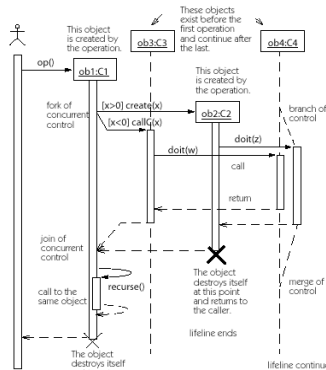 This object
is created by
the operation.
These objects
exist before the
first operation
and continue after
the last.
ob3:C3
ob4:C4
op()
ob1:C1
This object
is created by
the operation.
fork of
concurrent
control
[x>0] create(x)
[x<0] callC(x)
ob2:C2
branch of
control
doit(z)
doit(w)
call
return
join of
concurrent
control
call to the
same object
recurse()
The object
destroys itself
at this point
and returns to
the caller.
merge of
control
lifeline ends
The object
destroys itself
lifeline continue